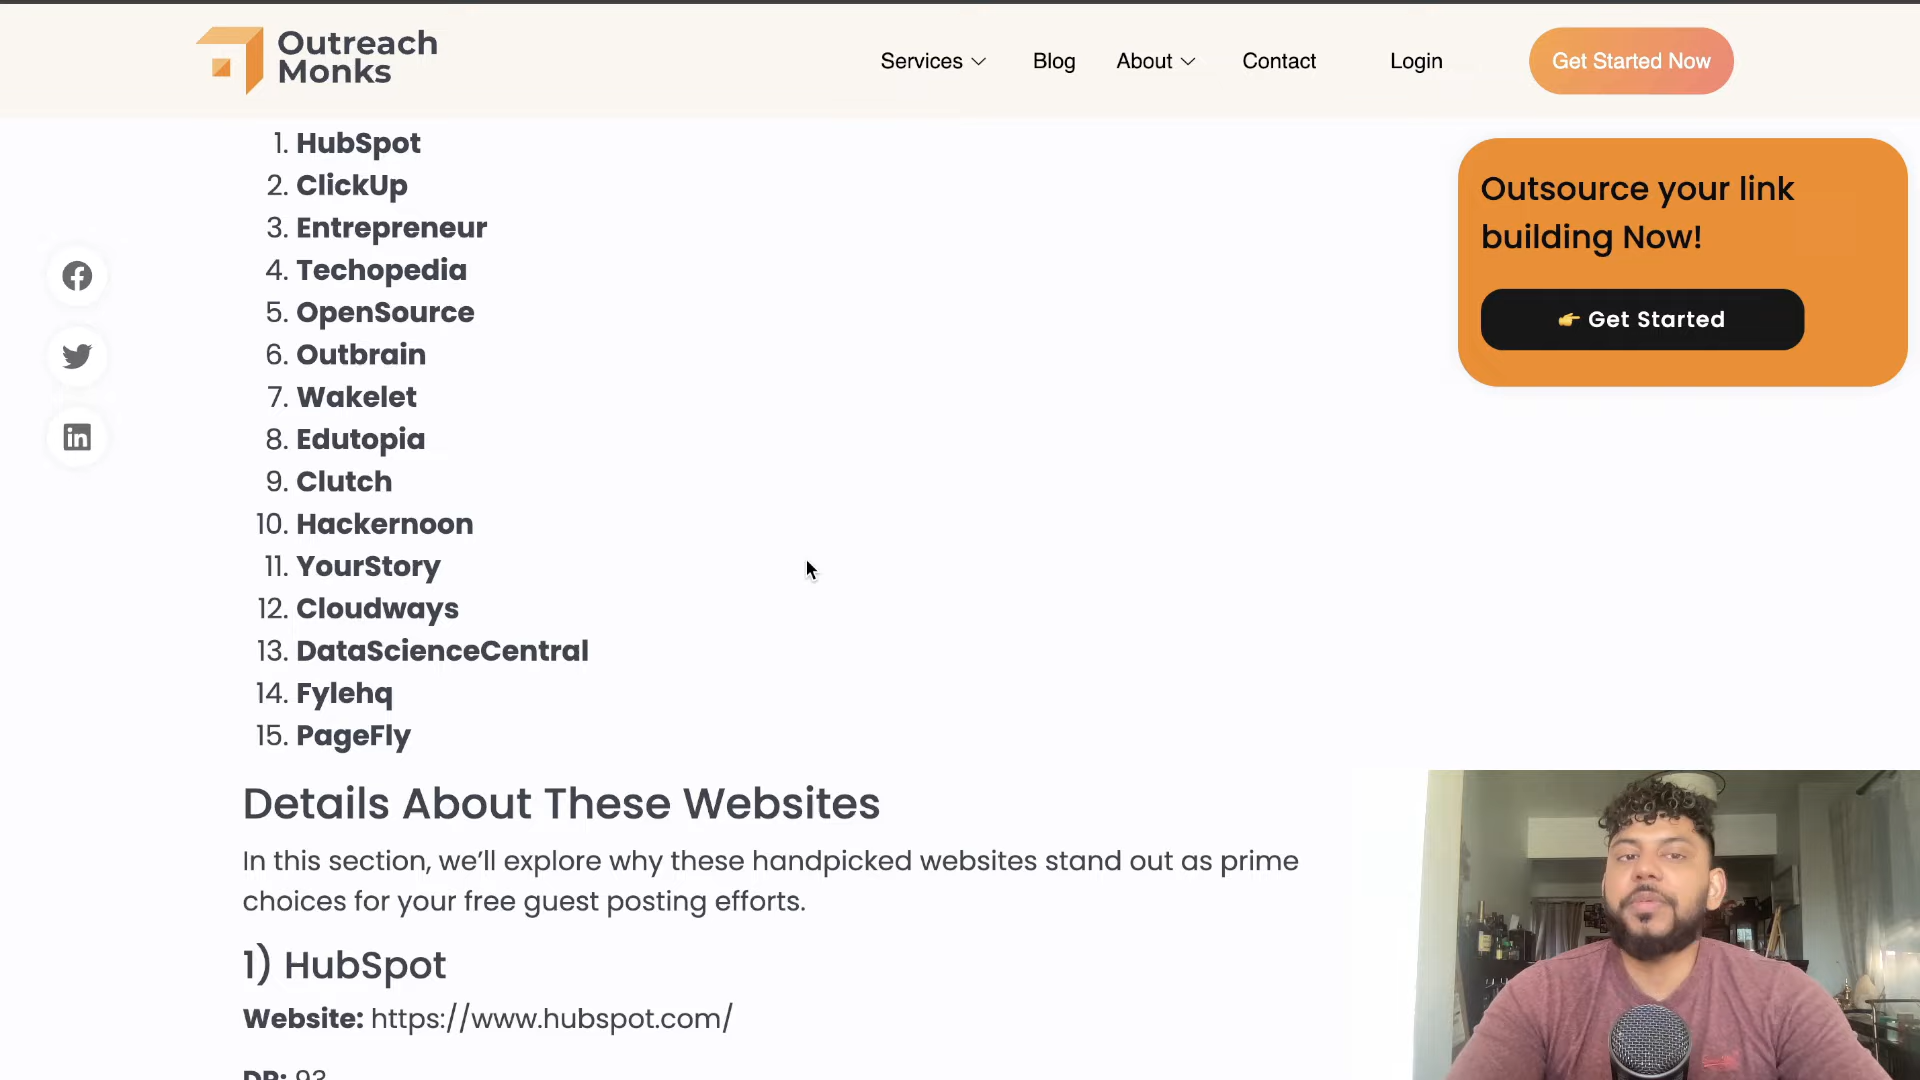 Outreach
Monks
Services
Blog
About
Contact
Login
Get Started Now
1. HubSpot
2. ClickUp
3. Entrepreneur
4. Techopedia
5. OpenSource
6. Outbrain
7. Wakelet
8. Edutopia
9. Clutch
10. Hackernoon
11. YourStory
12. Cloudways
13. DataScienceCentral
14. Fylehq
15. PageFly
Outsource your link
building Now!
👉 Get Started
Details About These Websites
In this section, we’ll explore why these handpicked websites stand out as prime
choices for your free guest posting efforts.
1) HubSpot
Website: https://www.hubspot.com/
DR: 93